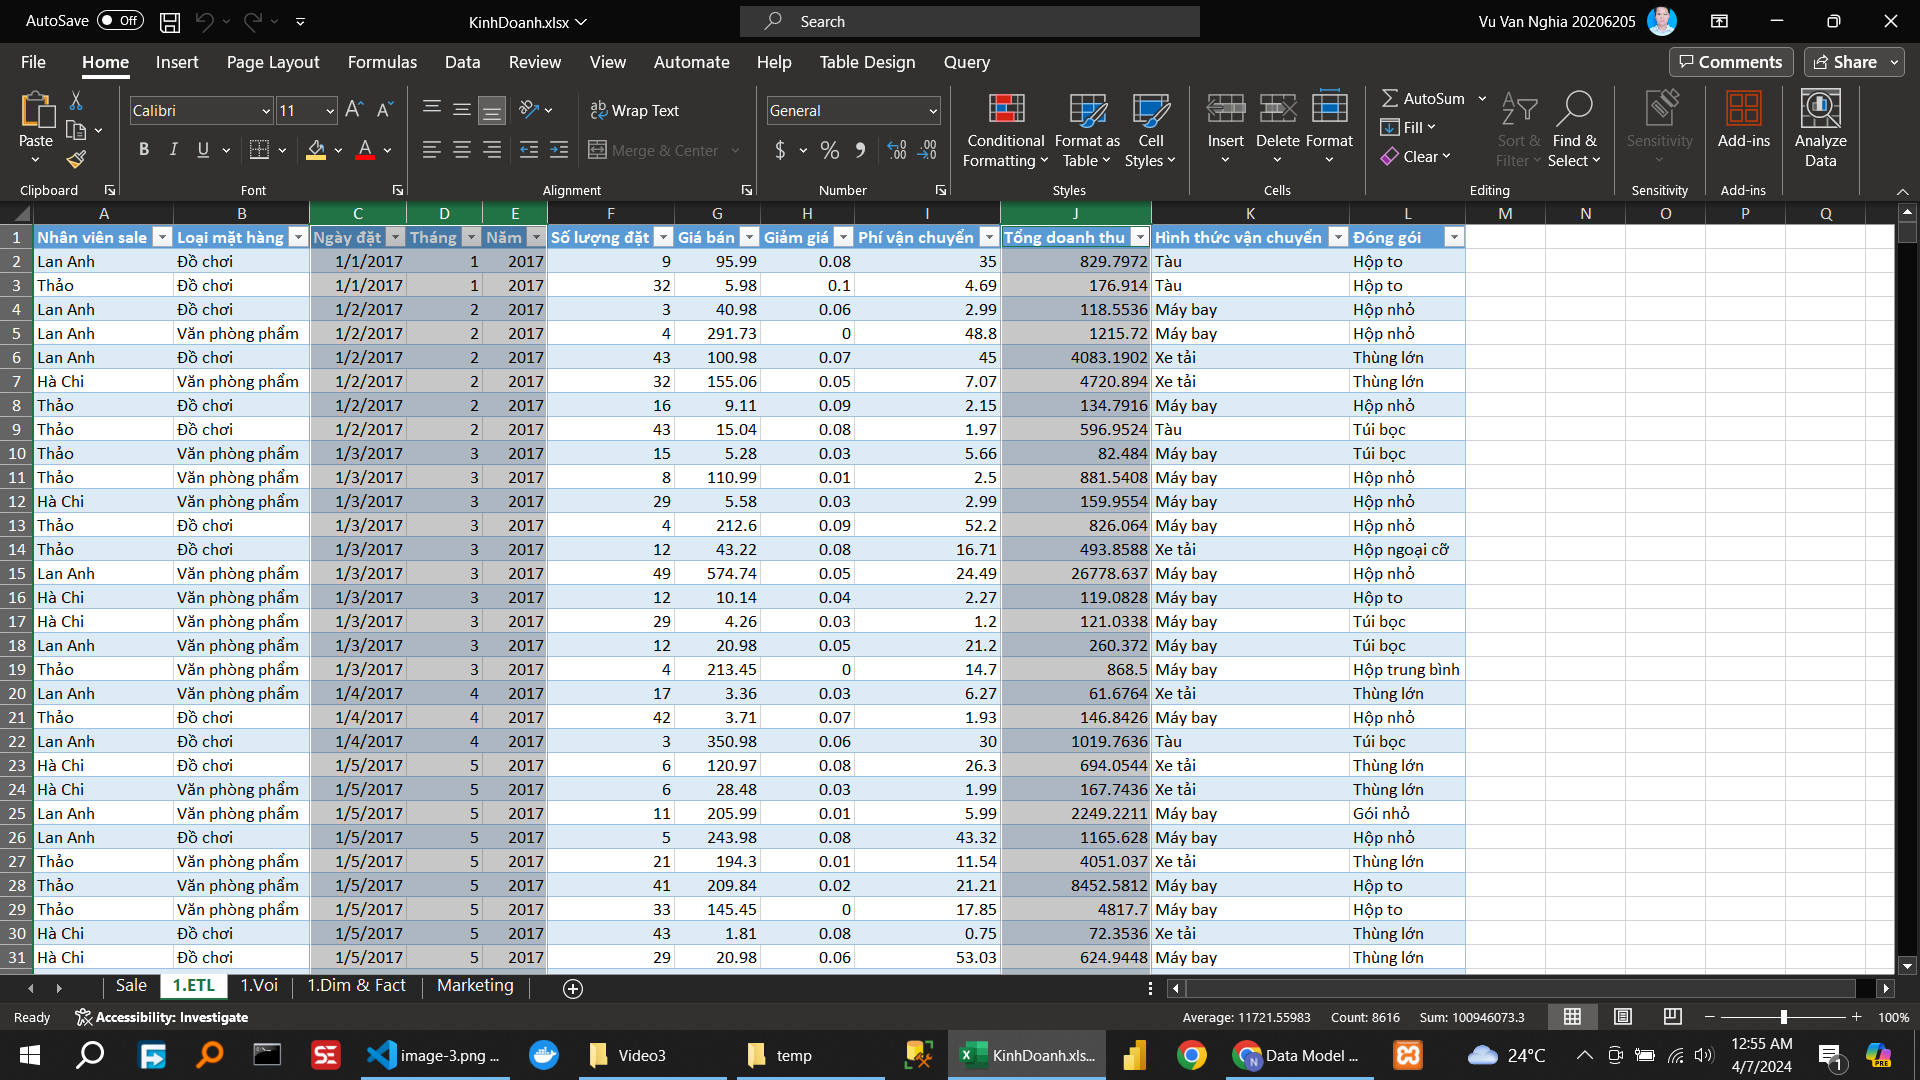 AutoSave Off KinhDoanh.xlsx Search Vu Van Nghia 20206205
File Home Insert Page Layout Formulas Data Review View Automate Help Table Design Query Comments Share
Calibri 11 Wrap Text General AutoSum
Paste Conditional Formatting Format as Table Cell Styles Insert Delete Format Fill Sort & Filter Find & Select Sensitivity Add-ins Analyze Data
B I U A Merge & Center $ % Clear
Clipboard Font Alignment Number Styles Cells Editing Sensitivity Add-ins
A B C D E F G H I J K L M N O P Q
1 Nhân viên sale Loại mặt hàng Ngày đặt Tháng Năm Số lượng đặt Giá bán Giảm giá Phí vận chuyển Tổng doanh thu Hình thức vận chuyển Đóng gói
2 Lan Anh Đồ chơi 1/1/2017 1 2017 9 95.99 0.08 35 829.7972 Tàu Hộp to
3 Thảo Đồ chơi 1/1/2017 1 2017 32 5.98 0.1 4.69 176.914 Tàu Hộp to
4 Lan Anh Đồ chơi 1/2/2017 2 2017 3 40.98 0.06 2.99 118.5536 Máy bay Hộp nhỏ
5 Lan Anh Văn phòng phẩm 1/2/2017 2 2017 4 291.73 0 48.8 1215.72 Máy bay Hộp nhỏ
6 Lan Anh Đồ chơi 1/2/2017 2 2017 43 100.98 0.07 45 4083.1902 Xe tải Thùng lớn
7 Hà Chi Văn phòng phẩm 1/2/2017 2 2017 32 155.06 0.05 7.07 4720.894 Xe tải Thùng lớn
8 Thảo Đồ chơi 1/2/2017 2 2017 16 9.11 0.09 2.15 134.7916 Máy bay Hộp nhỏ
9 Thảo Đồ chơi 1/2/2017 2 2017 43 15.04 0.08 1.97 596.9524 Tàu Túi bọc
10 Thảo Văn phòng phẩm 1/3/2017 3 2017 15 5.28 0.03 5.66 82.484 Máy bay Túi bọc
11 Thảo Văn phòng phẩm 1/3/2017 3 2017 8 110.99 0.01 2.5 881.5408 Máy bay Hộp nhỏ
12 Hà Chi Văn phòng phẩm 1/3/2017 3 2017 29 5.58 0.03 2.99 159.9554 Máy bay Hộp nhỏ
13 Thảo Đồ chơi 1/3/2017 3 2017 4 212.6 0.09 52.2 826.064 Máy bay Hộp nhỏ
14 Thảo Đồ chơi 1/3/2017 3 2017 12 43.22 0.08 16.71 493.8588 Xe tải Hộp ngoại cỡ
15 Lan Anh Văn phòng phẩm 1/3/2017 3 2017 49 574.74 0.05 24.49 26778.637 Máy bay Hộp nhỏ
16 Hà Chi Văn phòng phẩm 1/3/2017 3 2017 12 10.14 0.04 2.27 119.0828 Máy bay Hộp to
17 Hà Chi Văn phòng phẩm 1/3/2017 3 2017 29 4.26 0.03 1.2 121.0338 Máy bay Túi bọc
18 Lan Anh Văn phòng phẩm 1/3/2017 3 2017 12 20.98 0.05 21.2 260.372 Máy bay Túi bọc
19 Thảo Văn phòng phẩm 1/3/2017 3 2017 4 213.45 0 14.7 868.5 Máy bay Hộp trung bình
20 Lan Anh Văn phòng phẩm 1/4/2017 4 2017 17 3.36 0.03 6.27 61.6764 Xe tải Thùng lớn
21 Thảo Đồ chơi 1/4/2017 4 2017 42 3.71 0.07 1.93 146.8426 Máy bay Hộp nhỏ
22 Lan Anh Đồ chơi 1/4/2017 4 2017 3 350.98 0.06 30 1019.7636 Tàu Túi bọc
23 Hà Chi Đồ chơi 1/5/2017 5 2017 6 120.97 0.08 26.3 694.0544 Xe tải Thùng lớn
24 Hà Chi Văn phòng phẩm 1/5/2017 5 2017 6 28.48 0.03 1.99 167.7436 Xe tải Thùng lớn
25 Lan Anh Văn phòng phẩm 1/5/2017 5 2017 11 205.99 0.01 5.99 2249.2211 Máy bay Gói nhỏ
26 Lan Anh Đồ chơi 1/5/2017 5 2017 5 243.98 0.08 43.32 1165.628 Máy bay Hộp nhỏ
27 Thảo Văn phòng phẩm 1/5/2017 5 2017 21 194.3 0.01 11.54 4051.037 Xe tải Thùng lớn
28 Thảo Văn phòng phẩm 1/5/2017 5 2017 41 209.84 0.02 21.21 8452.5812 Máy bay Hộp to
29 Thảo Văn phòng phẩm 1/5/2017 5 2017 33 145.45 0 17.85 4817.7 Máy bay Hộp to
30 Hà Chi Đồ chơi 1/5/2017 5 2017 43 1.81 0.08 0.75 72.3536 Xe tải Thùng lớn
31 Hà Chi Đồ chơi 1/5/2017 5 2017 29 20.98 0.06 53.03 624.9448 Máy bay Thùng lớn
Sale 1.ETL 1.Voi 1.Dim & Fact Marketing
Ready Accessibility: Investigate Average: 11721.55983 Count: 8616 Sum: 100946073.3 100%
SE image-3.png ... Video3 temp KinhDoanh.xls... Data Model ... 24°C 12:55 AM
4/7/2024 1 PRE